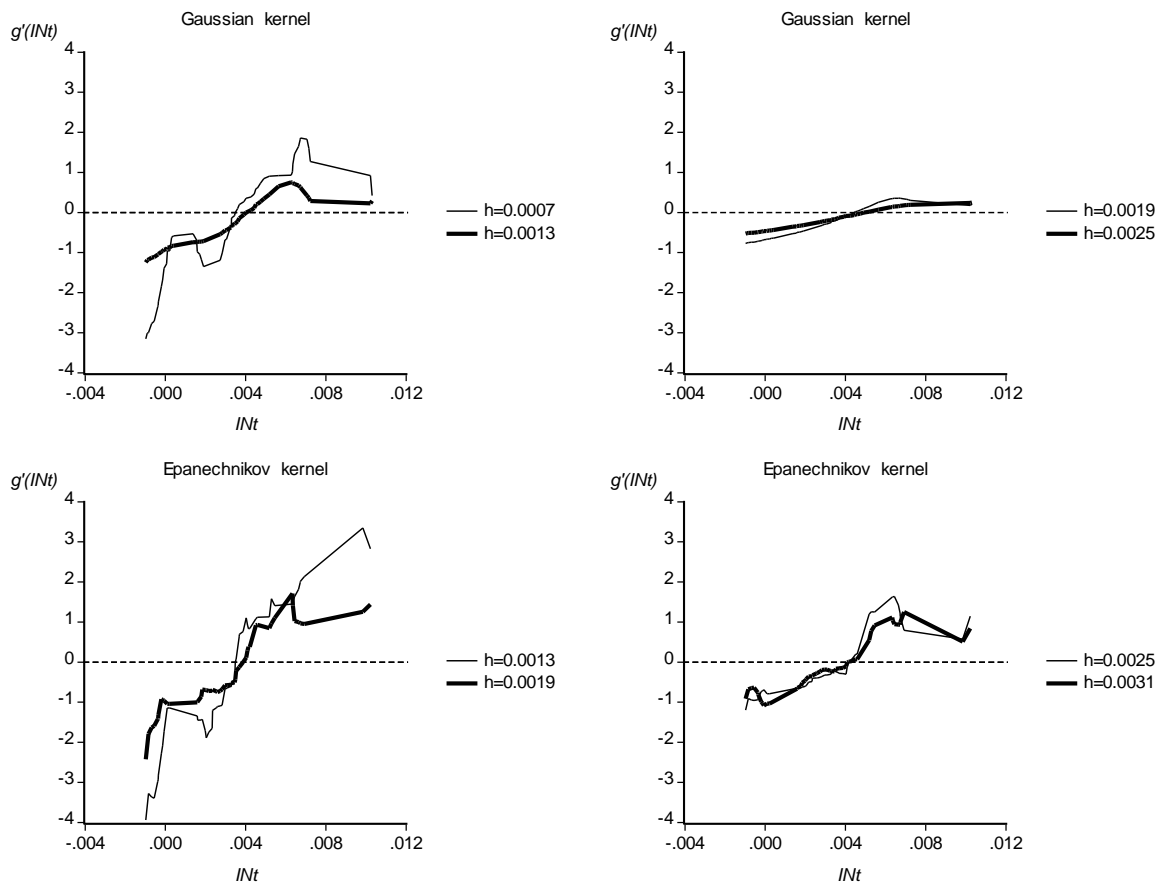 Gaussian kernel
g'(INt)
4
3
2
1
0
-1
-2
-3
-4
-.004 .000 .004 .008 .012
INt
h=0.0007
h=0.0013
Gaussian kernel
g'(INt)
4
3
2
1
0
-1
-2
-3
-4
-.004 .000 .004 .008 .012
INt
h=0.0019
h=0.0025
Epanechnikov kernel
g'(INt)
4
3
2
1
0
-1
-2
-3
-4
-.004 .000 .004 .008 .012
INt
h=0.0013
h=0.0019
Epanechnikov kernel
g'(INt)
4
3
2
1
0
-1
-2
-3
-4
-.004 .000 .004 .008 .012
INt
h=0.0025
h=0.0031